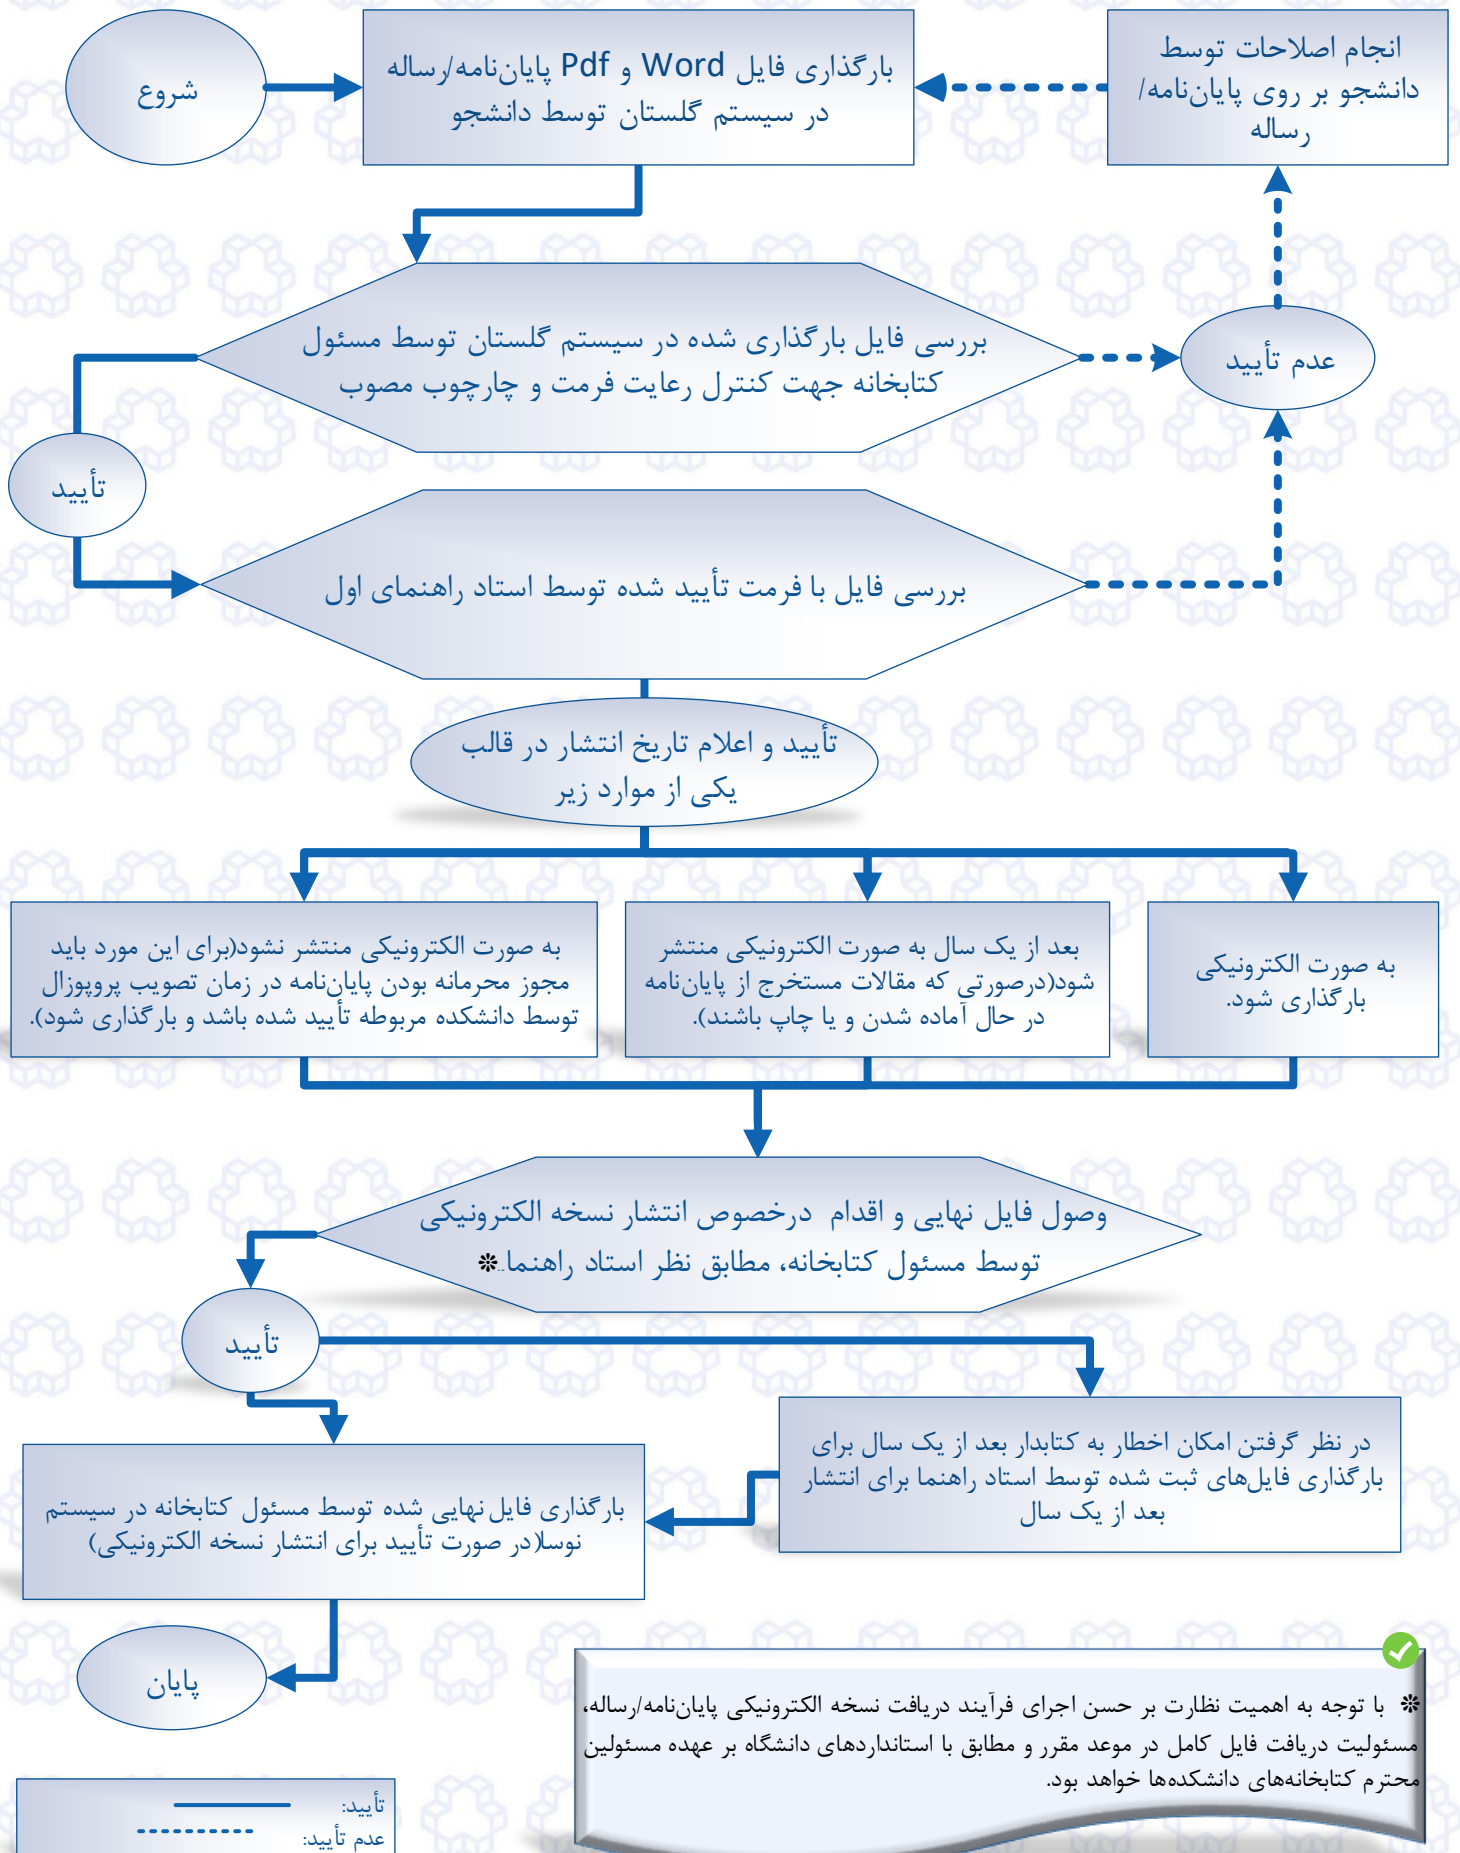 شروع
بارگذاری فایل Word و Pdf پایان‌نامه/رساله
در سیستم گلستان توسط دانشجو
انجام اصلاحات توسط
دانشجو بر روی پایان‌نامه/
رساله
بررسی فایل بارگذاری شده در سیستم گلستان توسط مسئول
کتابخانه جهت کنترل رعایت فرمت و چارچوب مصوب
عدم تأیید
تأیید
بررسی فایل با فرمت تأیید شده توسط استاد راهنمای اول
تأیید و اعلام تاریخ انتشار در قالب
یکی از موارد زیر
به صورت الکترونیکی
بارگذاری شود.
بعد از یک سال به صورت الکترونیکی منتشر
شود(درصورتی که مقالات مستخرج از پایان‌نامه
در حال آماده شدن و یا چاپ باشند).
به صورت الکترونیکی منتشر نشود(برای این مورد باید
مجوز محرمانه بودن پایان‌نامه در زمان تصویب پروپوزال
توسط دانشکده مربوطه تأیید شده باشد و بارگذاری شود).
وصول فایل نهایی و اقدام درخصوص انتشار نسخه الکترونیکی
توسط مسئول کتابخانه، مطابق نظر استاد راهنما..❊
تأیید
در نظر گرفتن امکان اخطار به کتابدار بعد از یک سال برای
بارگذاری فایل‌های ثبت شده توسط استاد راهنما برای انتشار
بعد از یک سال
بارگذاری فایل نهایی شده توسط مسئول کتابخانه در سیستم
نوسا(در صورت تأیید برای انتشار نسخه الکترونیکی)
پایان
❊ با توجه به اهمیت نظارت بر حسن اجرای فرآیند دریافت نسخه الکترونیکی پایان‌نامه/رساله،
مسئولیت دریافت فایل کامل در موعد مقرر و مطابق با استانداردهای دانشگاه بر عهده مسئولین
محترم کتابخانه‌های دانشکده‌ها خواهد بود.
تأیید:
عدم تأیید: